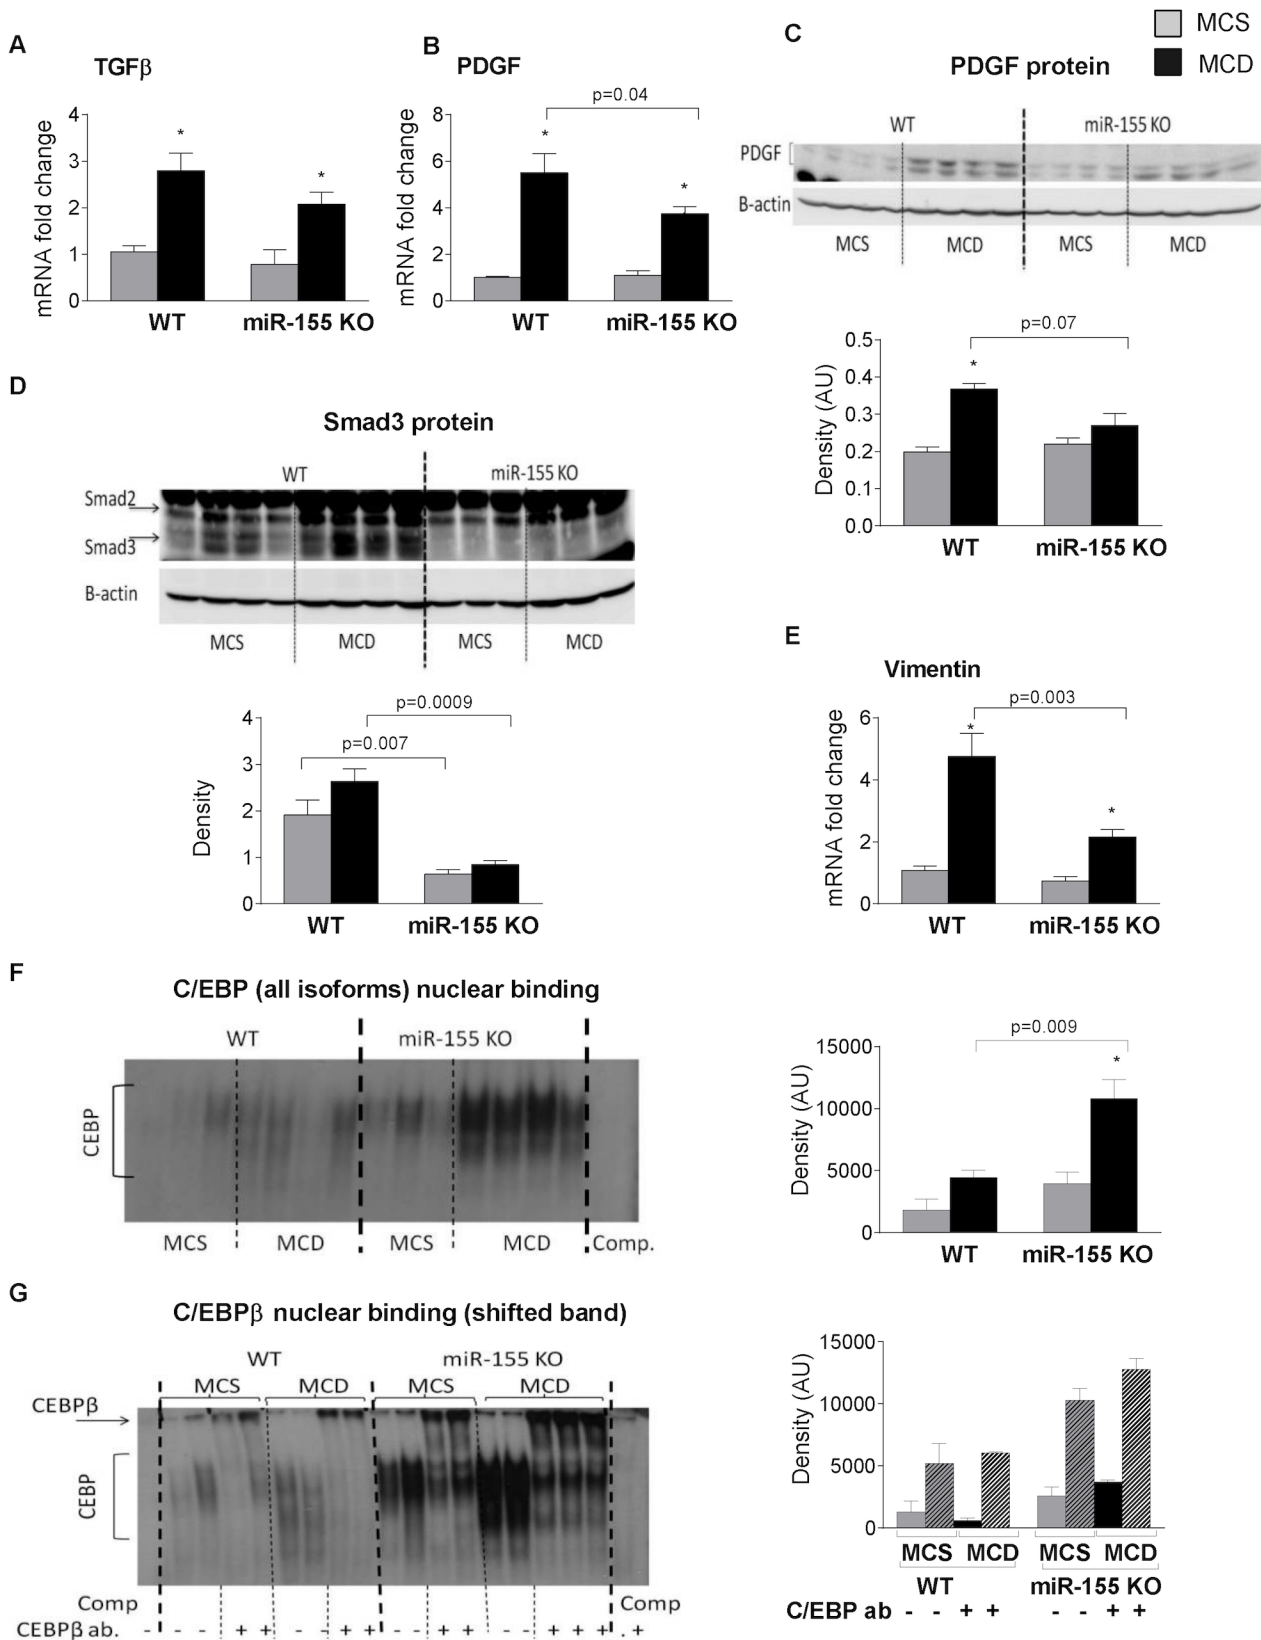 MCS
MCD
A
TGFβ
mRNA fold change
4
3
2
1
0
*
*
WT
miR-155 KO
B
PDGF
mRNA fold change
8
6
4
2
0
p=0.04
*
*
WT
miR-155 KO
C
PDGF protein
WT
miR-155 KO
PDGF
B-actin
MCS
MCD
MCS
MCD
Density (AU)
0.5
0.4
0.3
0.2
0.1
0.0
p=0.07
*
WT
miR-155 KO
D
Smad3 protein
WT
miR-155 KO
Smad2
Smad3
B-actin
MCS
MCD
MCS
MCD
Density
4
3
2
1
0
p=0.0009
p=0.007
WT
miR-155 KO
E
Vimentin
mRNA fold change
6
4
2
0
p=0.003
*
*
WT
miR-155 KO
F
C/EBP (all isoforms) nuclear binding
WT
miR-155 KO
CEBP
MCS
MCD
MCS
MCD
Comp.
Density (AU)
15000
10000
5000
0
p=0.009
*
WT
miR-155 KO
G
C/EBPβ nuclear binding (shifted band)
WT
miR-155 KO
MCS
MCD
MCS
MCD
CEBPβ
CEBP
Comp
Comp
CEBPβ ab. - - - + + - - + + - - + + - - + + + . +
Density (AU)
15000
10000
5000
0
MCS MCD MCS MCD
WT miR-155 KO
C/EBP ab - - + + - - + +